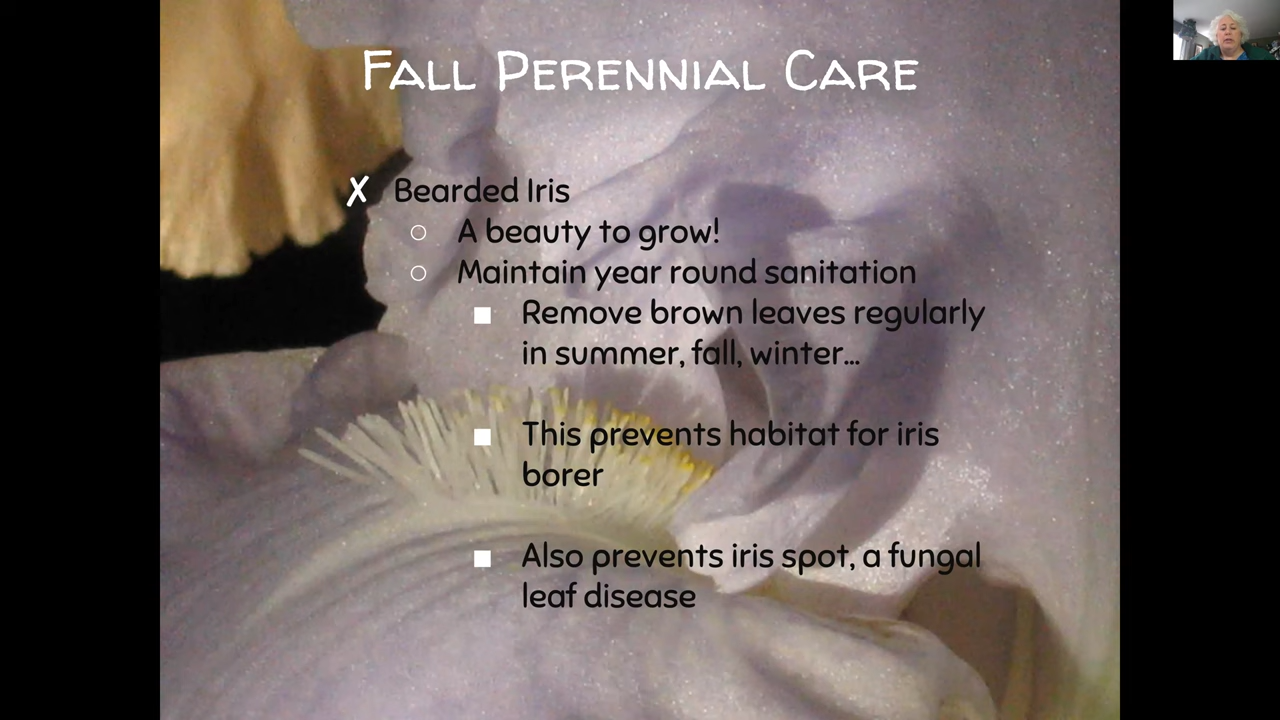 Fall Perennial Care
✗ Bearded Iris
○ A beauty to grow!
○ Maintain year round sanitation
■ Remove brown leaves regularly
in summer, fall, winter...
■ This prevents habitat for iris
borer
■ Also prevents iris spot, a fungal
leaf disease